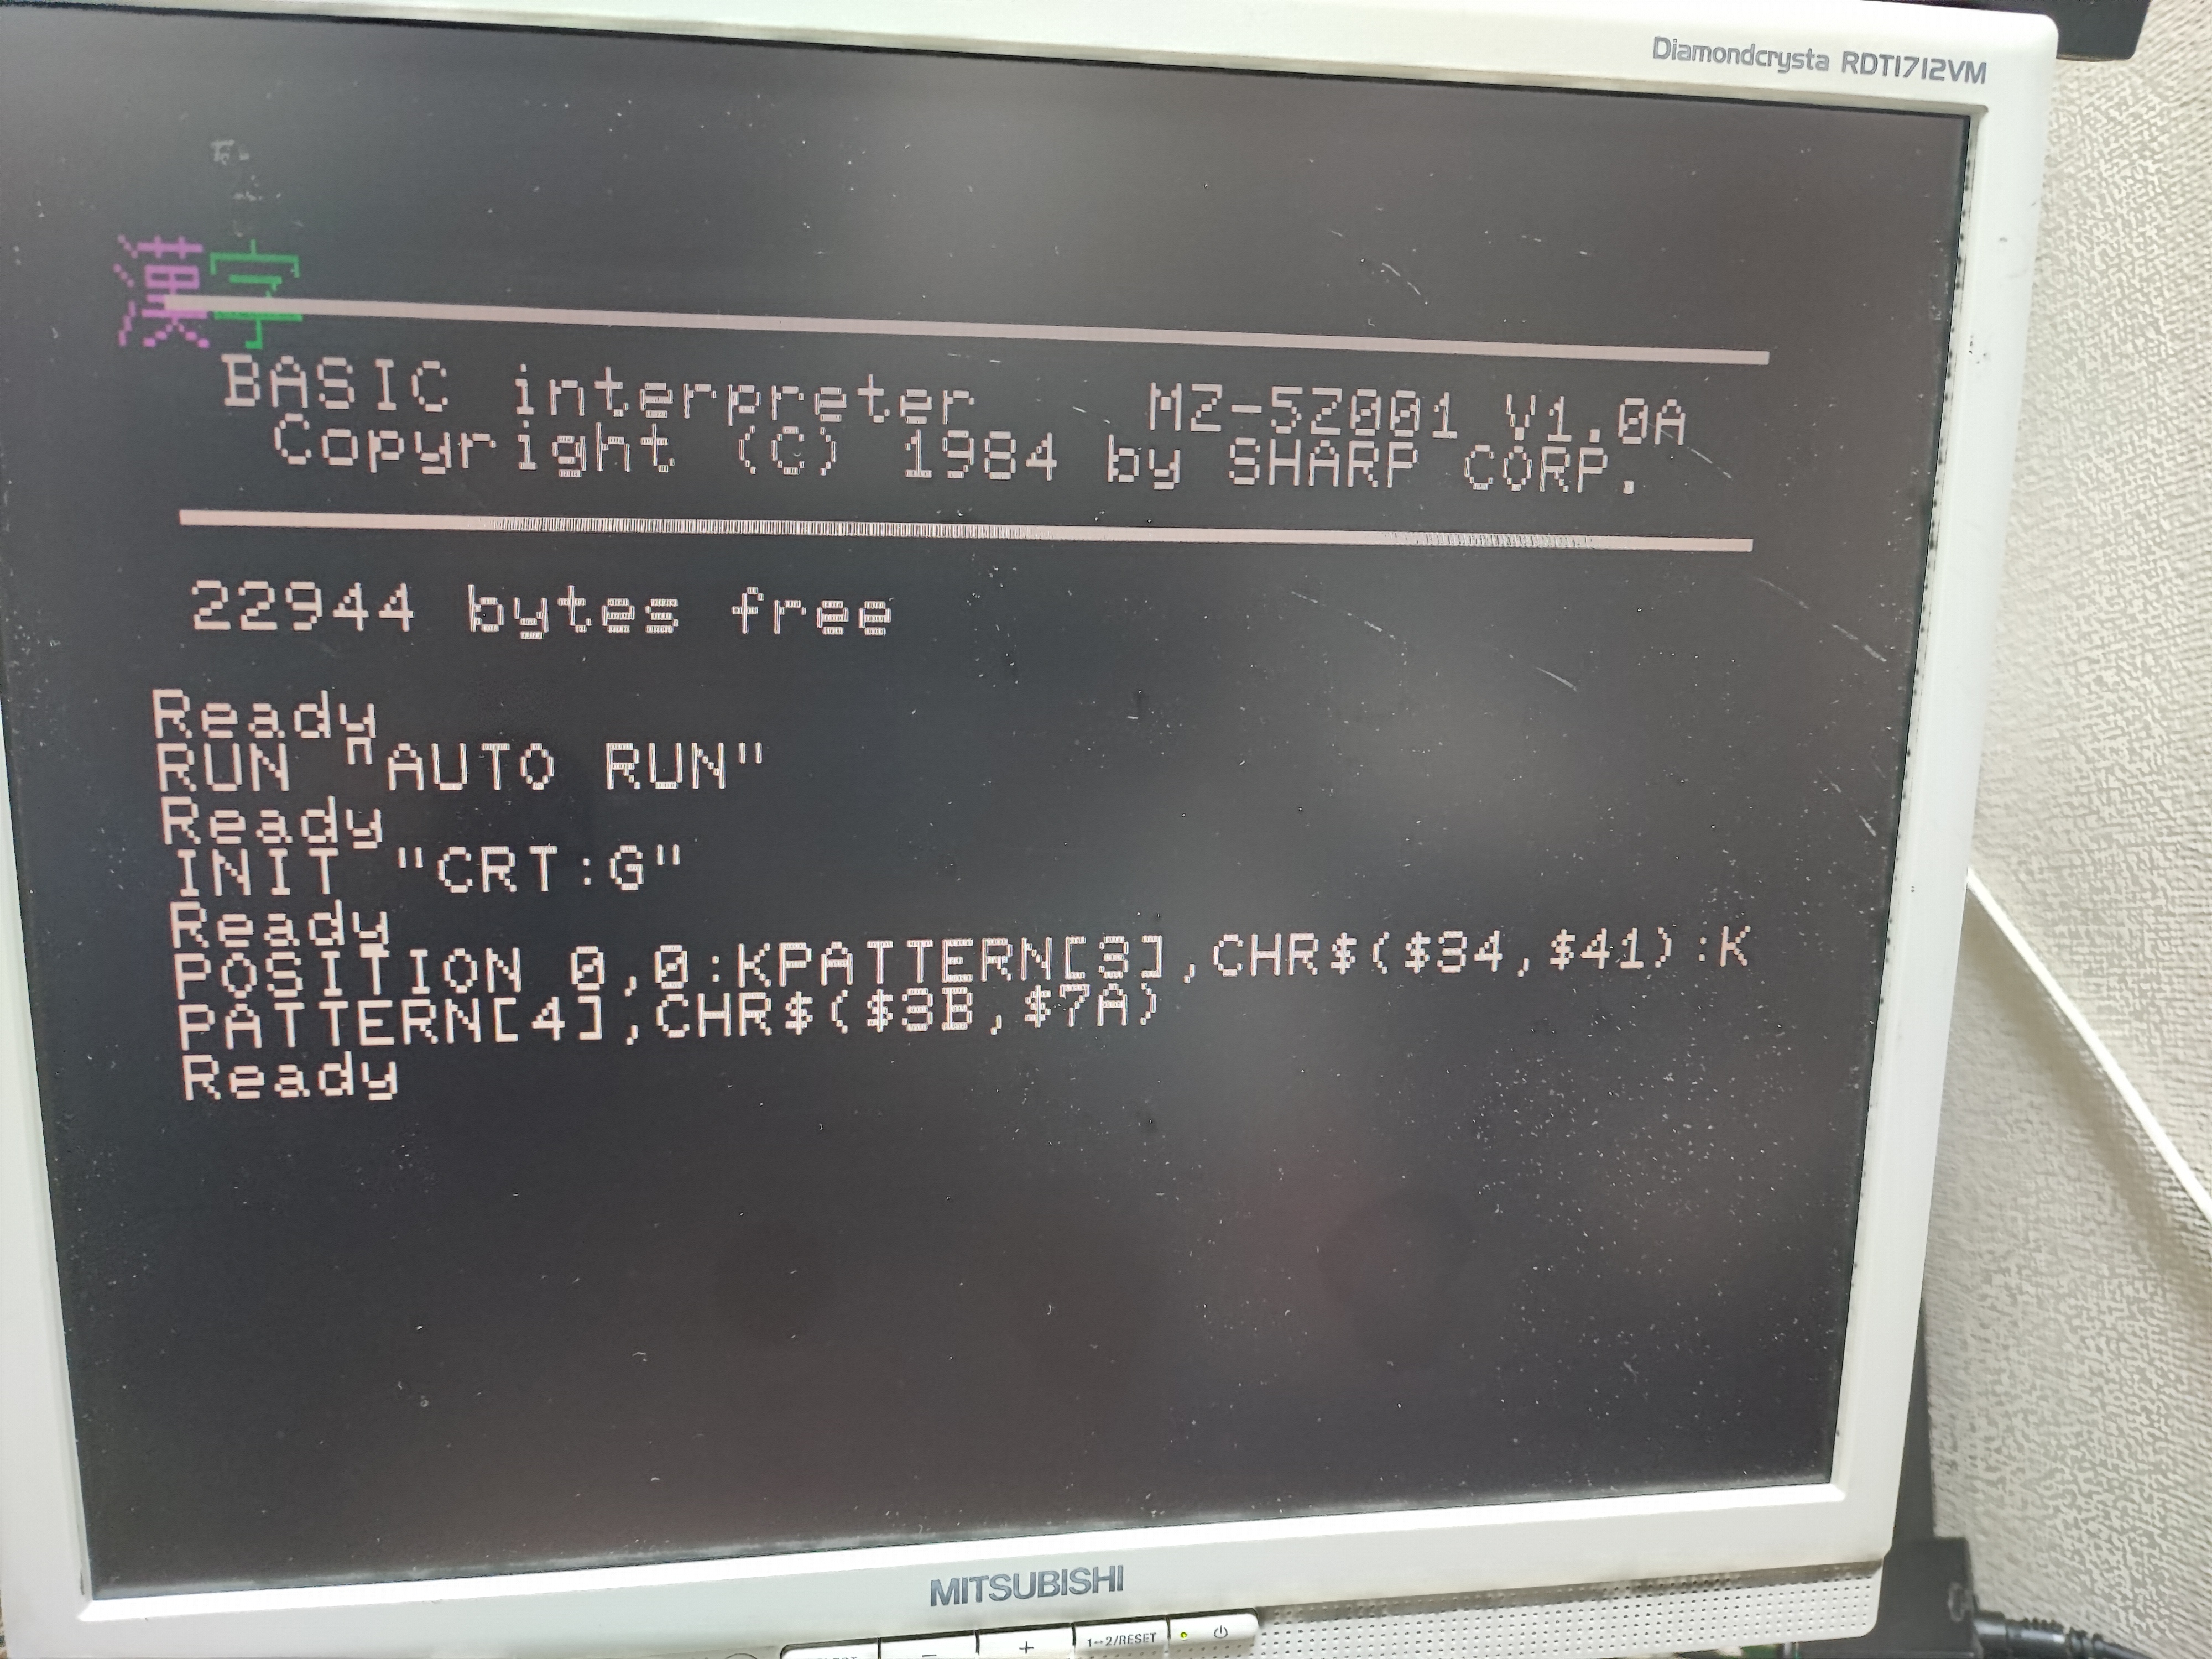 Diamondcrysta RDT1712VM
漢字
BASIC interpreter MZ-5Z001 V1.0A
Copyright (C) 1984 by SHARP CORP.
22944 bytes free
Ready
RUN "AUTO RUN"
Ready
INIT "CRT:G"
Ready
POSITION 0,0:KPATTERN[3],CHR$($34,$41):K
PATTERN[4],CHR$($3B,$7A)
Ready
MITSUBISHI
− + 1↔2/RESET